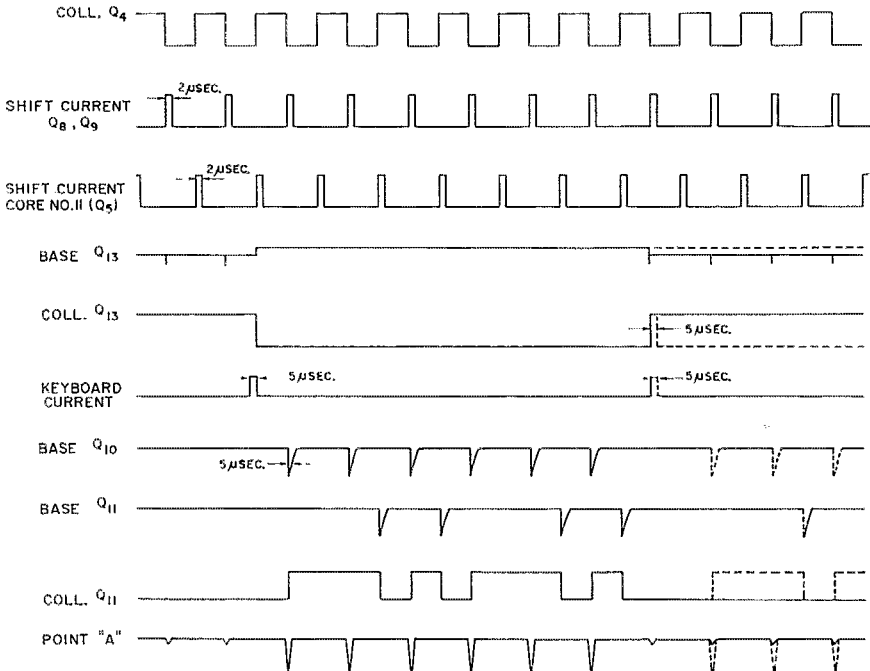 COLL. Q4
2μSEC.
SHIFT CURRENT
Q8, Q9
2μSEC.
SHIFT CURRENT
CORE NO. II (Q5)
BASE Q13
COLL. Q13
5μSEC.
KEYBOARD
CURRENT
5μSEC.
5μSEC.
BASE Q10
5μSEC.
BASE Q11
COLL. Q11
POINT "A"